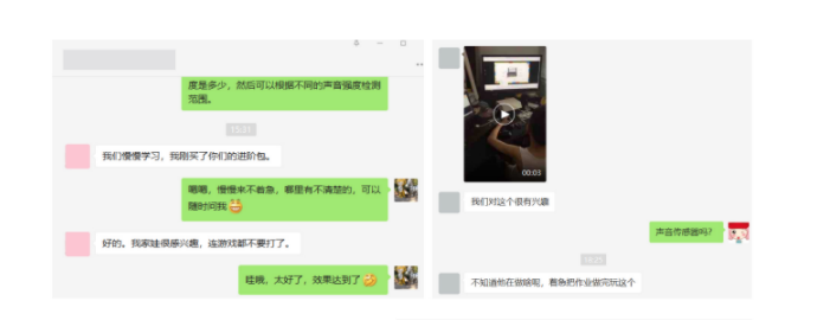 度是多少，然后可以根据不同的声音强度检测
范围。
15:21
我们慢慢学习，我刚买了你们的进阶包。
嗯嗯，慢慢来不着急，哪里有不清楚的，可以
随时问我
好的。我家娃很感兴趣，连游戏都不要打了。
哇哦，太好了，效果达到了
00:03
我们对这个很有兴趣
声音传感器吗？
不知道他在做啥呢，着急把作业做完玩这个